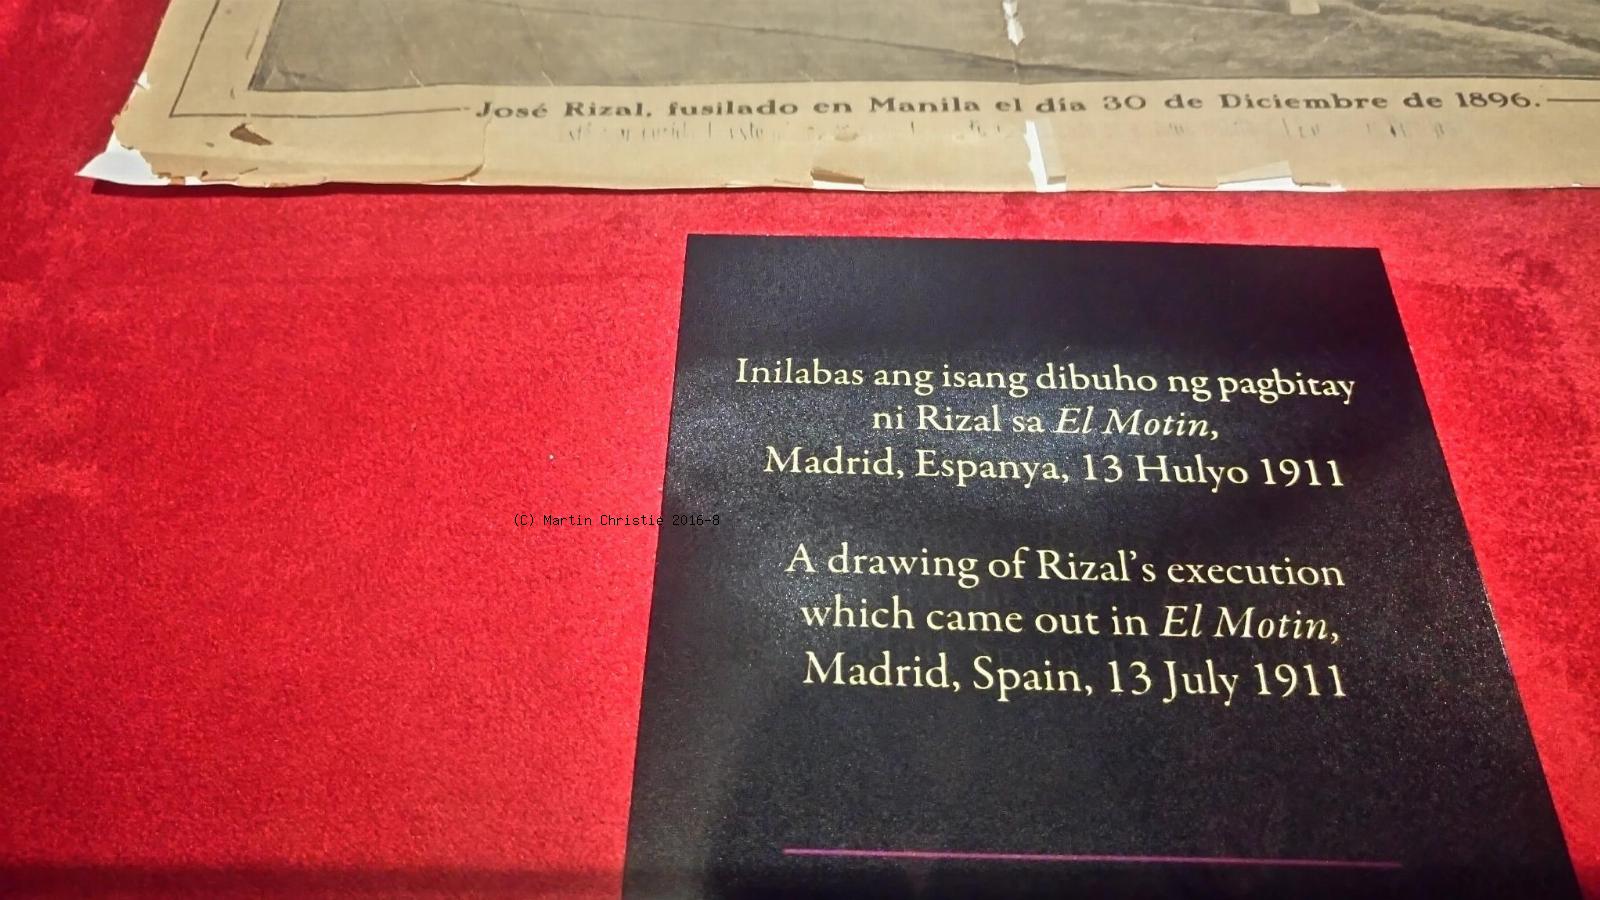 José Rizal, fusilado en Manila el día 30 de Diciembre de 1896.
Inilabas ang isang dibuho ng pagbitay
ni Rizal sa El Motin,
Madrid, Espanya, 13 Hulyo 1911
(C) Martin Christie 2016-8
A drawing of Rizal's execution
which came out in El Motin,
Madrid, Spain, 13 July 1911